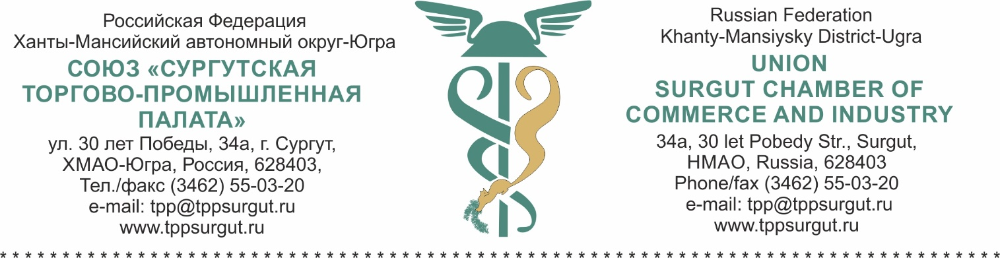 Российская Федерация
Ханты-Мансийский автономный округ-Югра
СОЮЗ «СУРГУТСКАЯ
ТОРГОВО-ПРОМЫШЛЕННАЯ
ПАЛАТА»
ул. 30 лет Победы, 34а, г. Сургут,
ХМАО-Югра, Россия, 628403,
Тел./факс (3462) 55-03-20
e-mail: tpp@tppsurgut.ru
www.tppsurgut.ru
Russian Federation
Khanty-Mansiysky District-Ugra
UNION
SURGUT CHAMBER OF
COMMERCE AND INDUSTRY
34a, 30 let Pobedy Str., Surgut,
HMAO, Russia, 628403
Phone/fax (3462) 55-03-20
e-mail: tpp@tppsurgut.ru
www.tppsurgut.ru